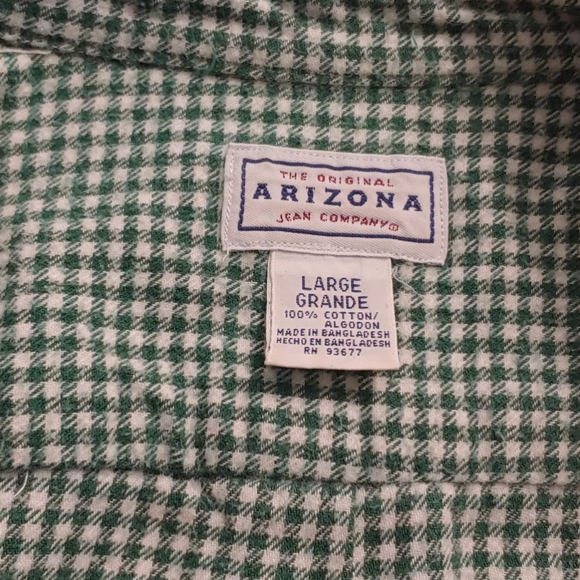 THE ORIGINAL
ARIZONA
JEAN COMPANY®
LARGE
GRANDE
100% COTTON/
ALGODON
MADE IN BANGLADESH
HECHO EN BANGLADESH
RN 93677